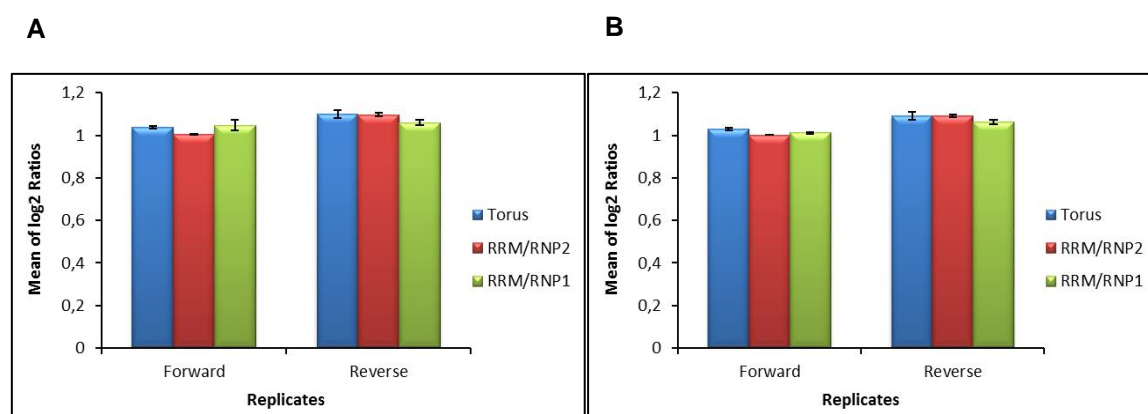 A
Mean of log2 Ratios
1,2
1
0,8
0,6
0,4
0,2
0
Forward
Reverse
Replicates
Torus
RRM/RNP2
RRM/RNP1
B
Mean of log2 Ratios
1,2
1
0,8
0,6
0,4
0,2
0
Forward
Reverse
Replicates
Torus
RRM/RNP2
RRM/RNP1